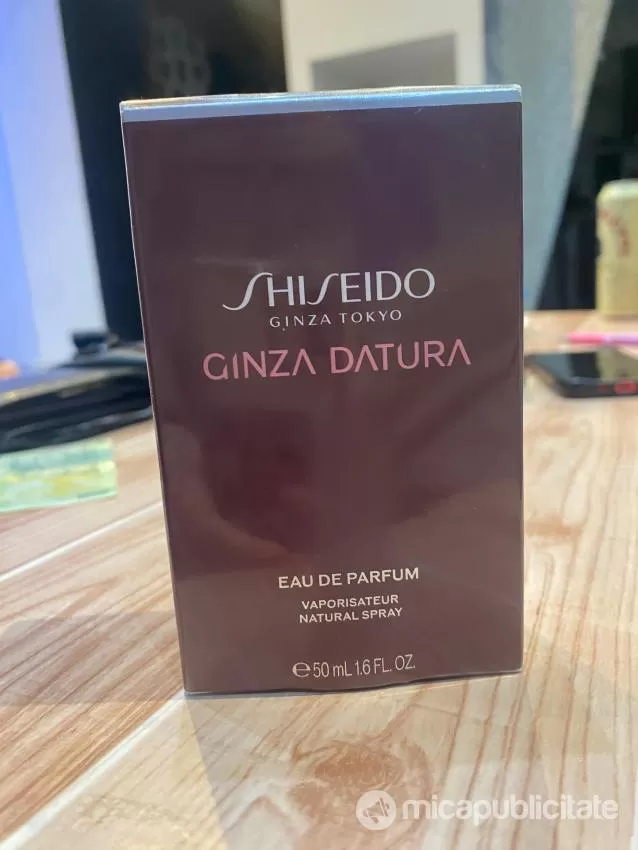 SHISEIDO
GINZA TOKYO
GINZA DATURA
EAU DE PARFUM
VAPORISATEUR
NATURAL SPRAY
℮50 mL 1.6 FL. OZ.
micapublicitate